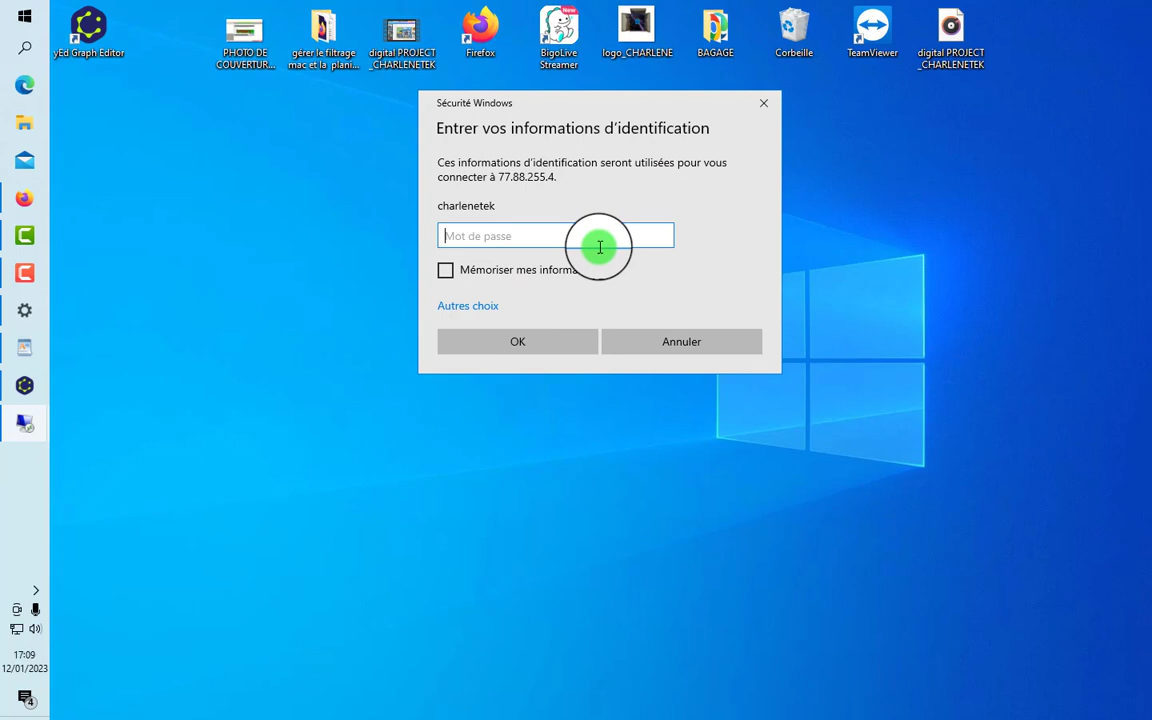 yEd Graph Editor
PHOTO DE
COUVERTUR...
gérer le filtrage
mac et la plani...
digital PROJECT
_CHARLENETEK
Firefox
New
BigoLive
Streamer
logo_CHARLENE
BAGAGE
Corbeille
TeamViewer
digital PROJECT
_CHARLENETEK
Sécurité Windows
Entrer vos informations d’identification
Ces informations d’identification seront utilisées pour vous
connecter à 77.88.255.4.
charlenetek
Mot de passe
Mémoriser mes informa
Autres choix
OK
Annuler
17:09
12/01/2023
4